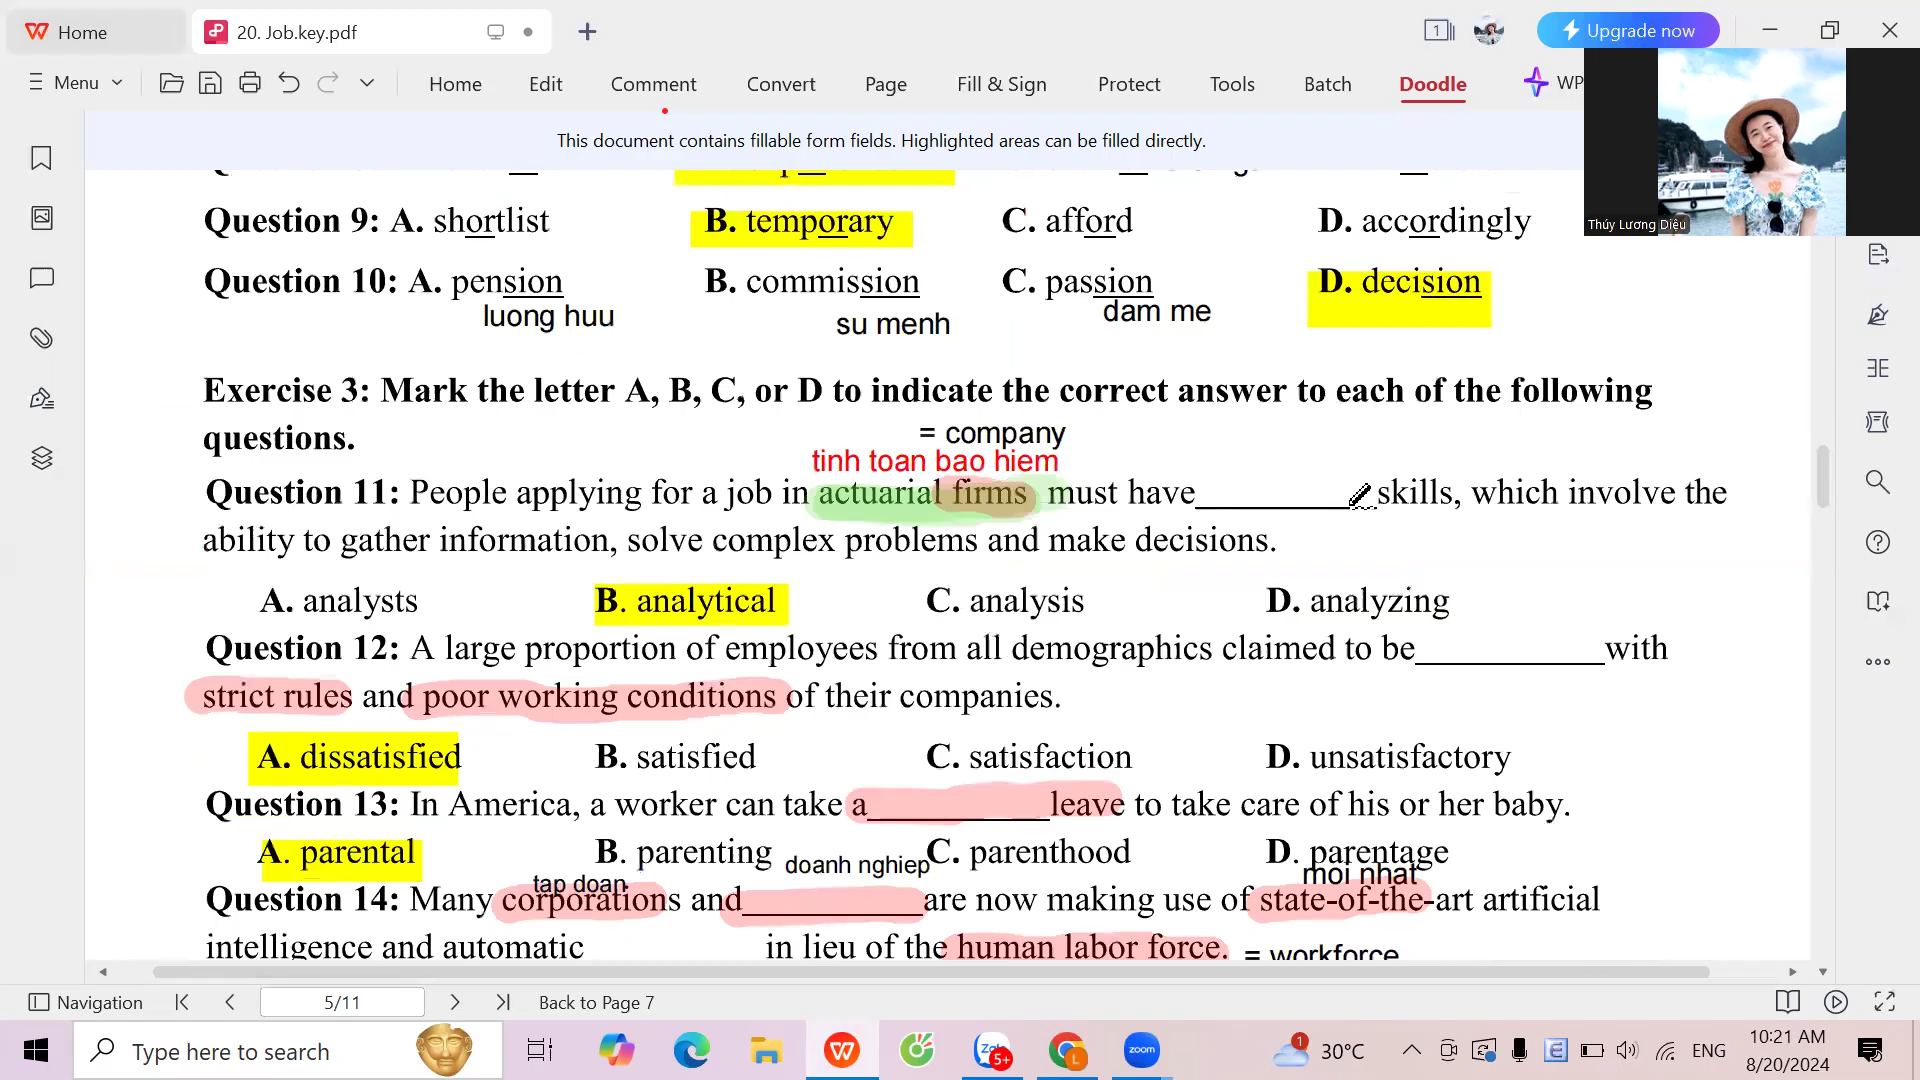 Home
20. Job.key.pdf
1
Upgrade now
Menu
Home Edit Comment Convert Page Fill & Sign Protect Tools Batch Doodle WP
This document contains fillable form fields. Highlighted areas can be filled directly.
Thúy Lương Diệu
Question 9: A. shortlist B. temporary C. afford D. accordingly
Question 10: A. pension B. commission C. passion D. decision
luong huu su menh dam me
Exercise 3: Mark the letter A, B, C, or D to indicate the correct answer to each of the following
questions.
= company
tinh toan bao hiem
Question 11: People applying for a job in actuarial firms must have__________skills, which involve the
ability to gather information, solve complex problems and make decisions.
A. analysts B. analytical C. analysis D. analyzing
Question 12: A large proportion of employees from all demographics claimed to be__________with
strict rules and poor working conditions of their companies.
A. dissatisfied B. satisfied C. satisfaction D. unsatisfactory
Question 13: In America, a worker can take a__________leave to take care of his or her baby.
A. parental B. parenting C. parenthood D. parentage
tap doan doanh nghiep moi nhat
Question 14: Many corporations and__________are now making use of state-of-the-art artificial
intelligence and automatic in lieu of the human labor force. = workforce
Navigation 5/11 Back to Page 7
Type here to search
Zalo 5+
L
zoom
1
30°C
ENG
10:21 AM
8/20/2024